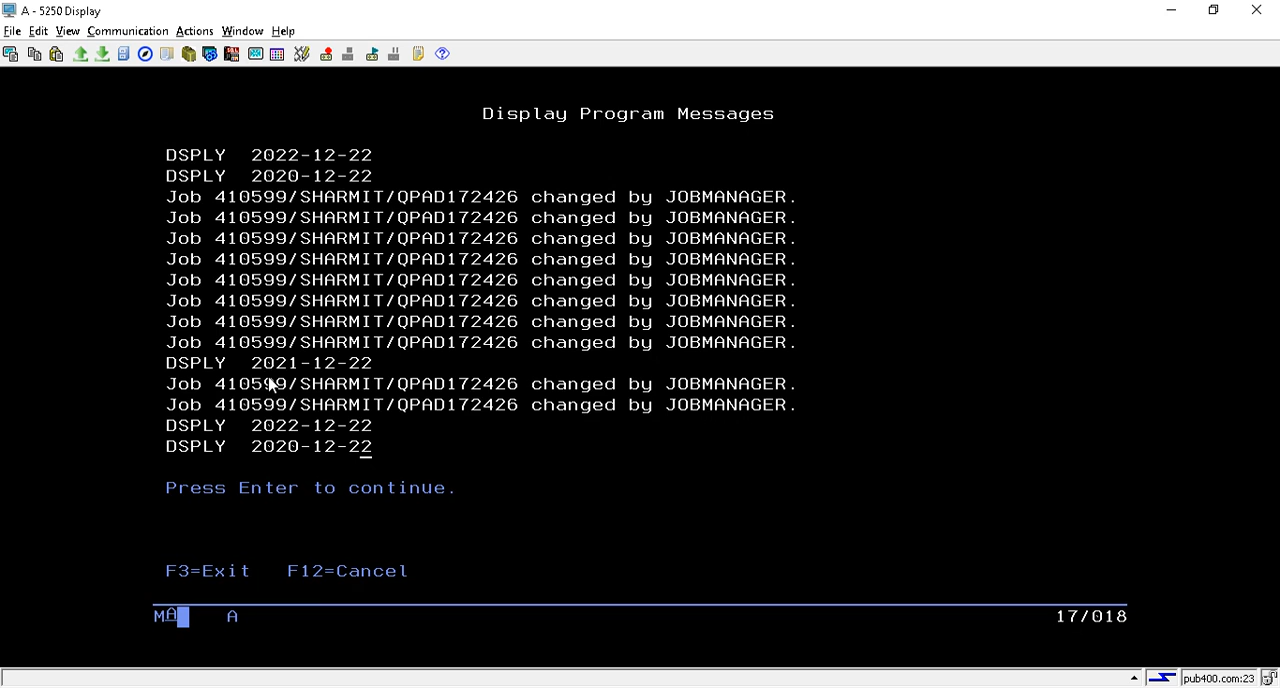 A - 5250 Display
File Edit View Communication Actions Window Help
Display Program Messages
DSPLY 2022-12-22
DSPLY 2020-12-22
Job 410599/SHARMIT/QPAD172426 changed by JOBMANAGER.
Job 410599/SHARMIT/QPAD172426 changed by JOBMANAGER.
Job 410599/SHARMIT/QPAD172426 changed by JOBMANAGER.
Job 410599/SHARMIT/QPAD172426 changed by JOBMANAGER.
Job 410599/SHARMIT/QPAD172426 changed by JOBMANAGER.
Job 410599/SHARMIT/QPAD172426 changed by JOBMANAGER.
Job 410599/SHARMIT/QPAD172426 changed by JOBMANAGER.
Job 410599/SHARMIT/QPAD172426 changed by JOBMANAGER.
DSPLY 2021-12-22
Job 410599/SHARMIT/QPAD172426 changed by JOBMANAGER.
Job 410599/SHARMIT/QPAD172426 changed by JOBMANAGER.
DSPLY 2022-12-22
DSPLY 2020-12-22
Press Enter to continue.
F3=Exit F12=Cancel
MA A 17/018
pub400.com:23